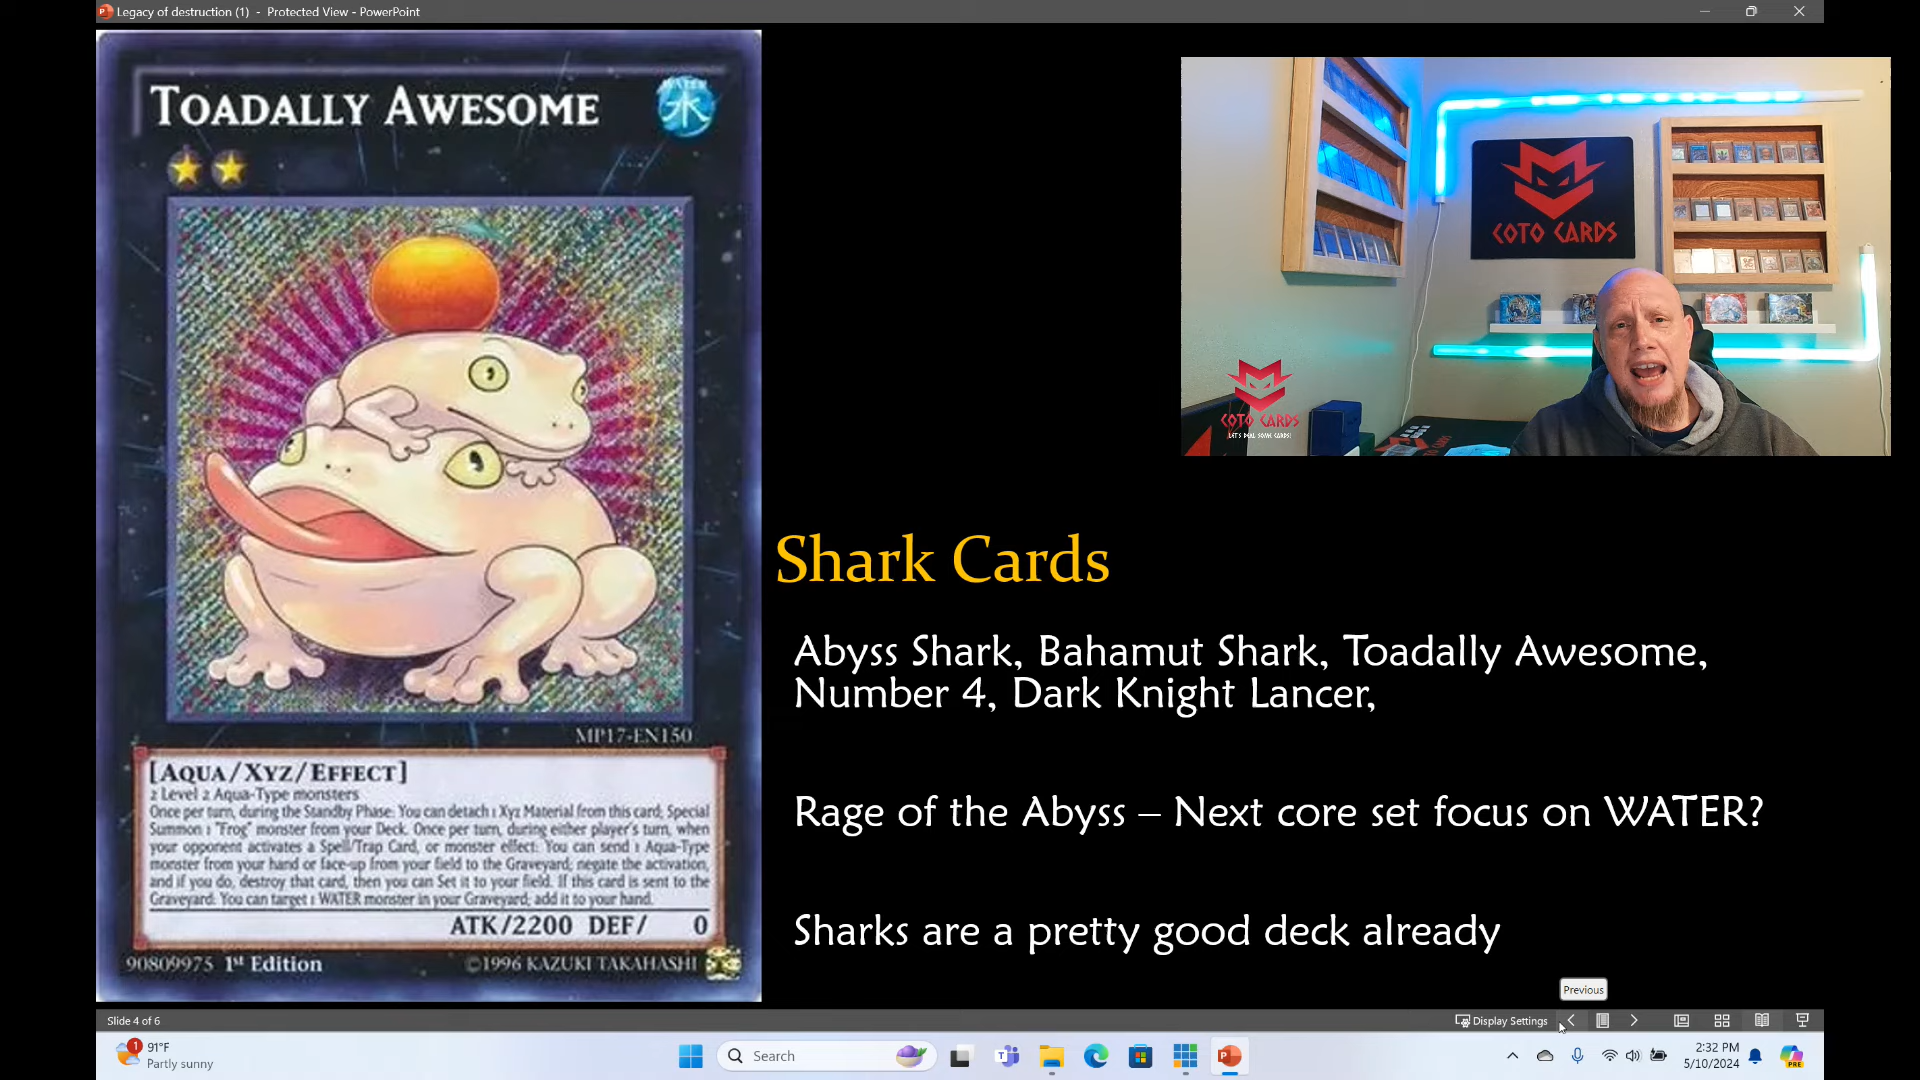 Legacy of destruction (1) - Protected View - PowerPoint
TOADALLY AWESOME
WATER
水
MP17-EN150
[AQUA/XYZ/EFFECT]
2 Level 2 Aqua-Type monsters
Once per turn, during the Standby Phase: You can detach 1 Xyz Material from this card; Special
Summon 1 "Frog" monster from your Deck. Once per turn, during either player's turn, when
your opponent activates a Spell/Trap Card, or monster effect: You can send 1 Aqua-Type
monster from your hand or face-up from your field to the Graveyard; negate the activation,
and if you do, destroy that card, then you can Set it to your field. If this card is sent to the
Graveyard: You can target 1 WATER monster in your Graveyard; add it to your hand.
ATK/2200 DEF/ 0
90809975 1st Edition ©1996 KAZUKI TAKAHASHI
COTO CARDS
COTO CARDS
LET'S DEAL SOME CARDS!
Shark Cards
Abyss Shark, Bahamut Shark, Toadally Awesome,
Number 4, Dark Knight Lancer,
Rage of the Abyss – Next core set focus on WATER?
Sharks are a pretty good deck already
Previous
Slide 4 of 6
Display Settings
1
91°F
Partly sunny
Search
2:32 PM
5/10/2024
PRE